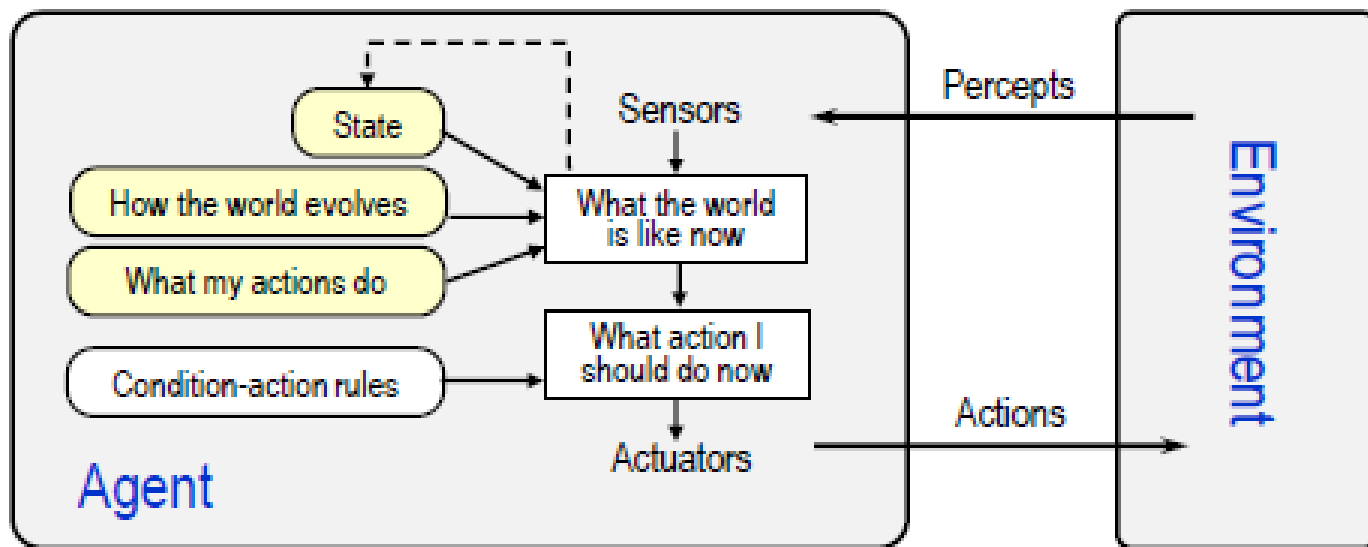 Percepts
Sensors
State
How the world evolves
What the world
is like now
What my actions do
What action I
should do now
Condition-action rules
Actions
Actuators
Agent
Environment